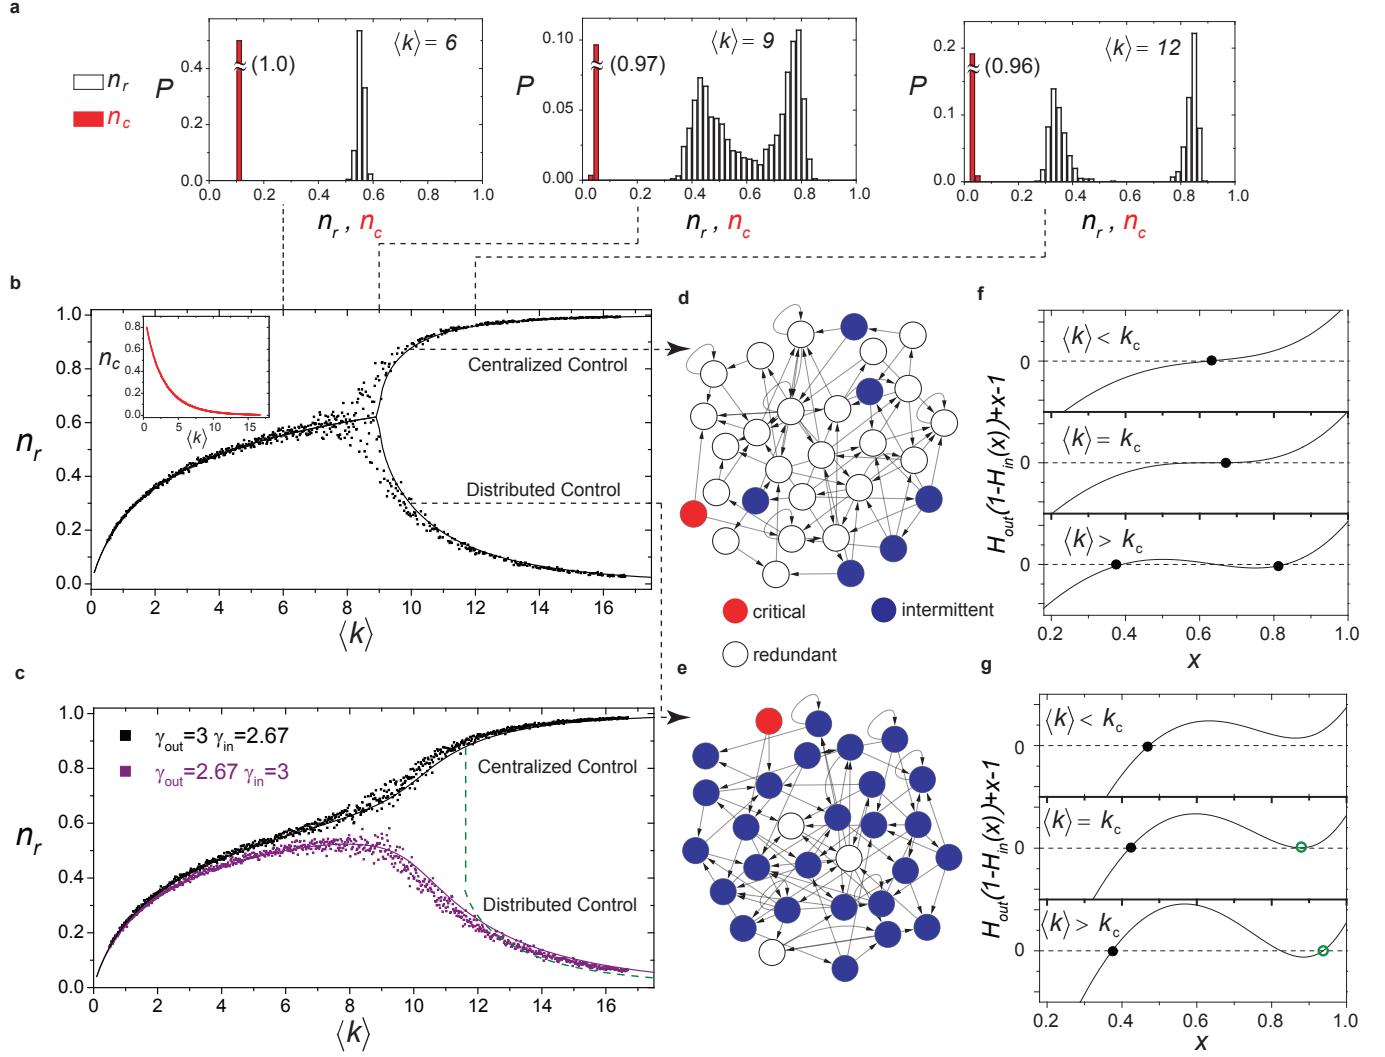 a
n_r
n_c
P
0.4
0.2
0.0
(1.0)
⟨k⟩ = 6
0.0 0.2 0.4 0.6 0.8 1.0
n_r , n_c
P
0.10
0.05
0.00
(0.97)
⟨k⟩ = 9
0.0 0.2 0.4 0.6 0.8 1.0
n_r , n_c
P
0.2
0.1
0.0
(0.96)
⟨k⟩ = 12
0.0 0.2 0.4 0.6 0.8 1.0
n_r , n_c
b
n_r
1.0
0.8
0.6
0.4
0.2
0.0
n_c
0.8
0.6
0.4
0.2
0.0
0 5 10 15
⟨k⟩
Centralized Control
Distributed Control
0 2 4 6 8 10 12 14 16
⟨k⟩
c
n_r
1.0
0.8
0.6
0.4
0.2
0.0
γ_out=3 γ_in=2.67
γ_out=2.67 γ_in=3
Centralized Control
Distributed Control
0 2 4 6 8 10 12 14 16
⟨k⟩
d
critical
intermittent
redundant
e
f
H_out(1-H_in(x))+x-1
⟨k⟩ < k_c
0
⟨k⟩ = k_c
0
⟨k⟩ > k_c
0
0.2 0.4 0.6 0.8 1.0
x
g
H_out(1-H_in(x))+x-1
⟨k⟩ < k_c
0
⟨k⟩ = k_c
0
⟨k⟩ > k_c
0
0.2 0.4 0.6 0.8 1.0
x